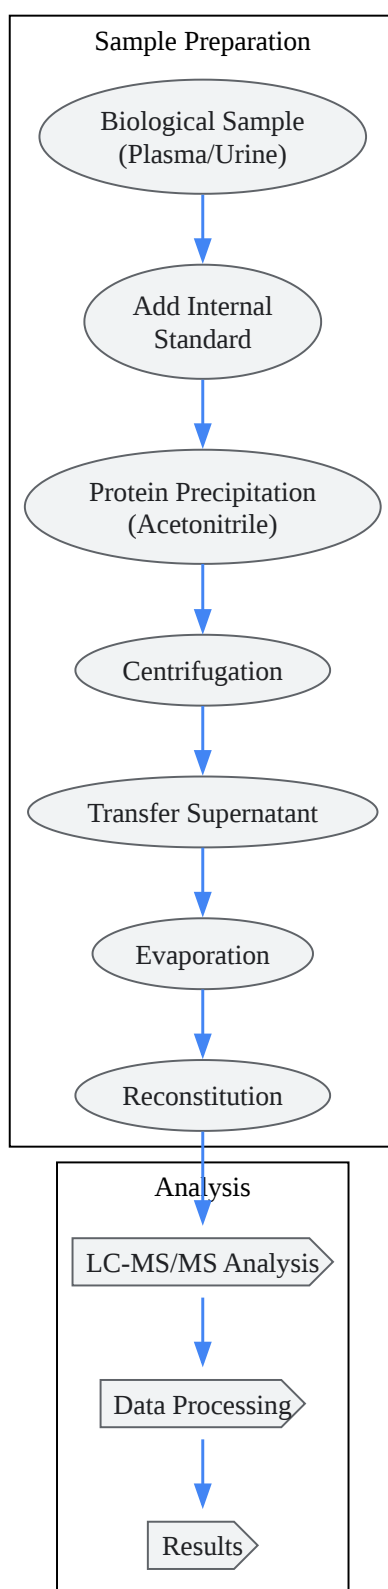 Sample Preparation
Biological Sample
(Plasma/Urine)
Add Internal
Standard
Protein Precipitation
(Acetonitrile)
Centrifugation
Transfer Supernatant
Evaporation
Reconstitution
Analysis
LC-MS/MS Analysis
Data Processing
Results